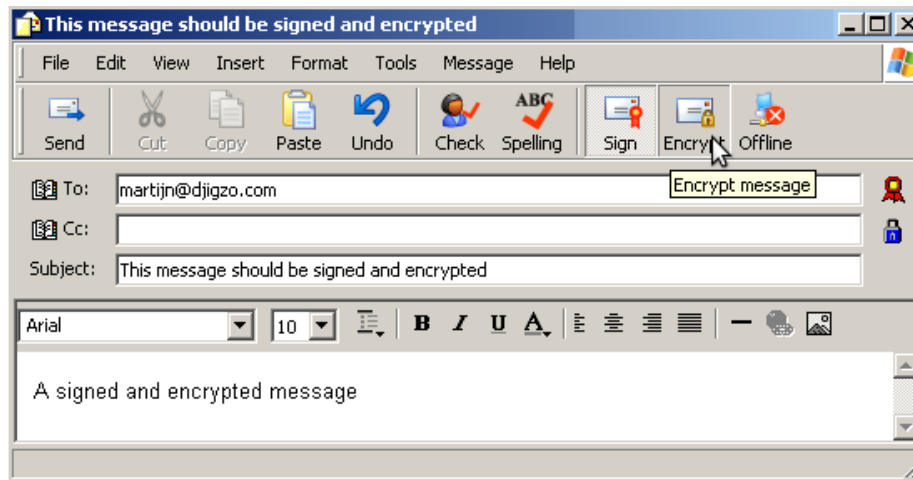 This message should be signed and encrypted
File Edit View Insert Format Tools Message Help
ABC
Send Cut Copy Paste Undo Check Spelling Sign Encrypt Offline
Encrypt message
To: martijn@djigzo.com
Cc:
Subject: This message should be signed and encrypted
Arial 10 B I U A
A signed and encrypted message